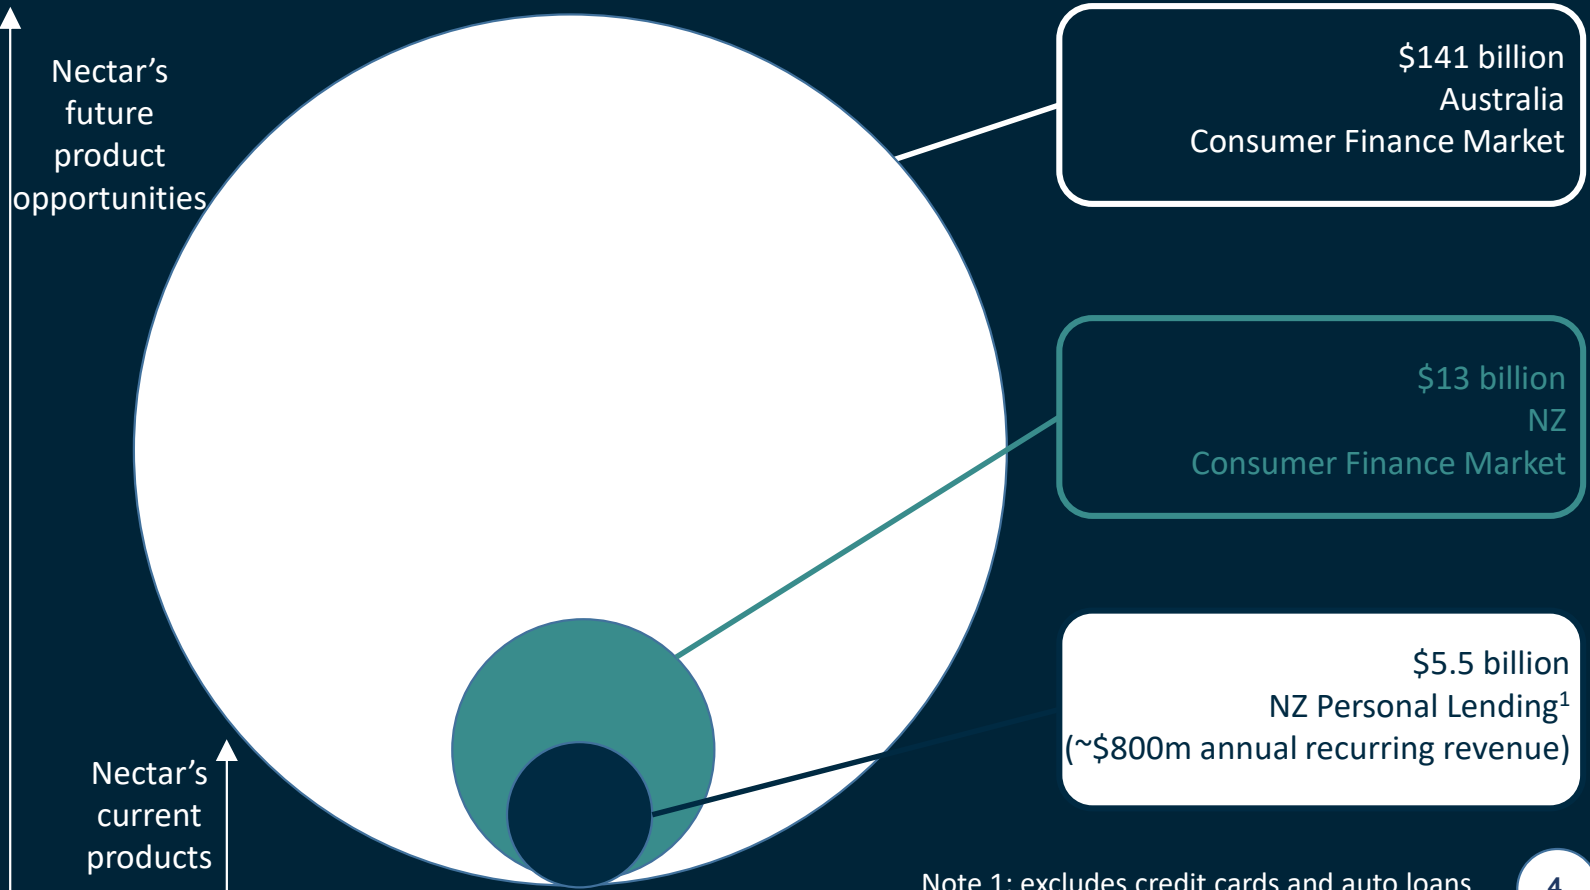 Nectar’s
future
product
opportunities
$141 billion
Australia
Consumer Finance Market
$13 billion
NZ
Consumer Finance Market
$5.5 billion
NZ Personal Lending¹
(~$800m annual recurring revenue)
Nectar’s
current
products
Note 1: excludes credit cards and auto loans
4